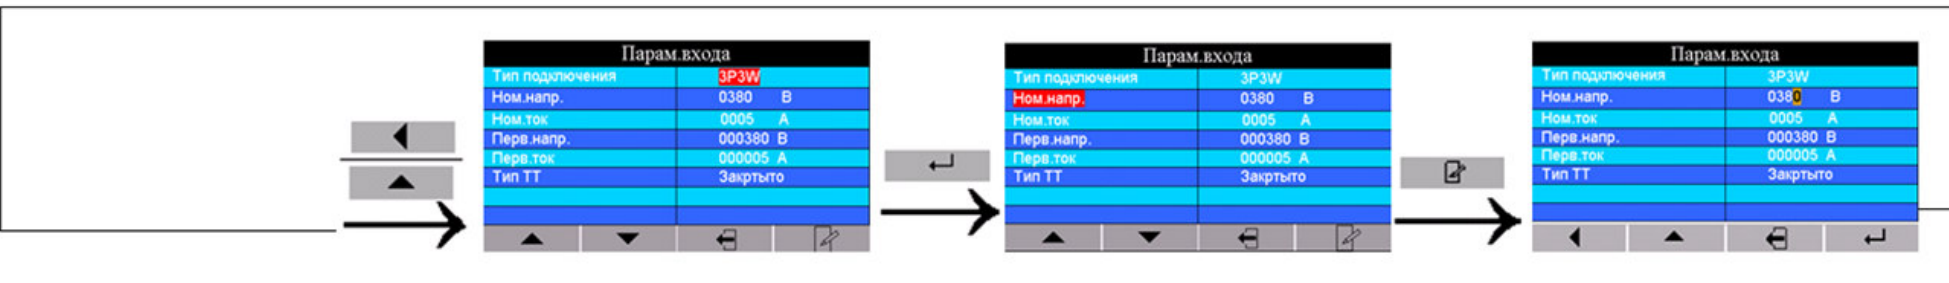 Парам.входа
Тип подключения 3P3W
Ном.напр. 0380 В
Ном.ток 0005 А
Перв.напр. 000380 В
Перв.ток 000005 А
Тип ТТ Закртыто
Парам.входа
Тип подключения 3P3W
Ном.напр. 0380 В
Ном.ток 0005 А
Перв.напр. 000380 В
Перв.ток 000005 А
Тип ТТ Закртыто
Парам.входа
Тип подключения 3P3W
Ном.напр. 0380 В
Ном.ток 0005 А
Перв.напр. 000380 В
Перв.ток 000005 А
Тип ТТ Закртыто